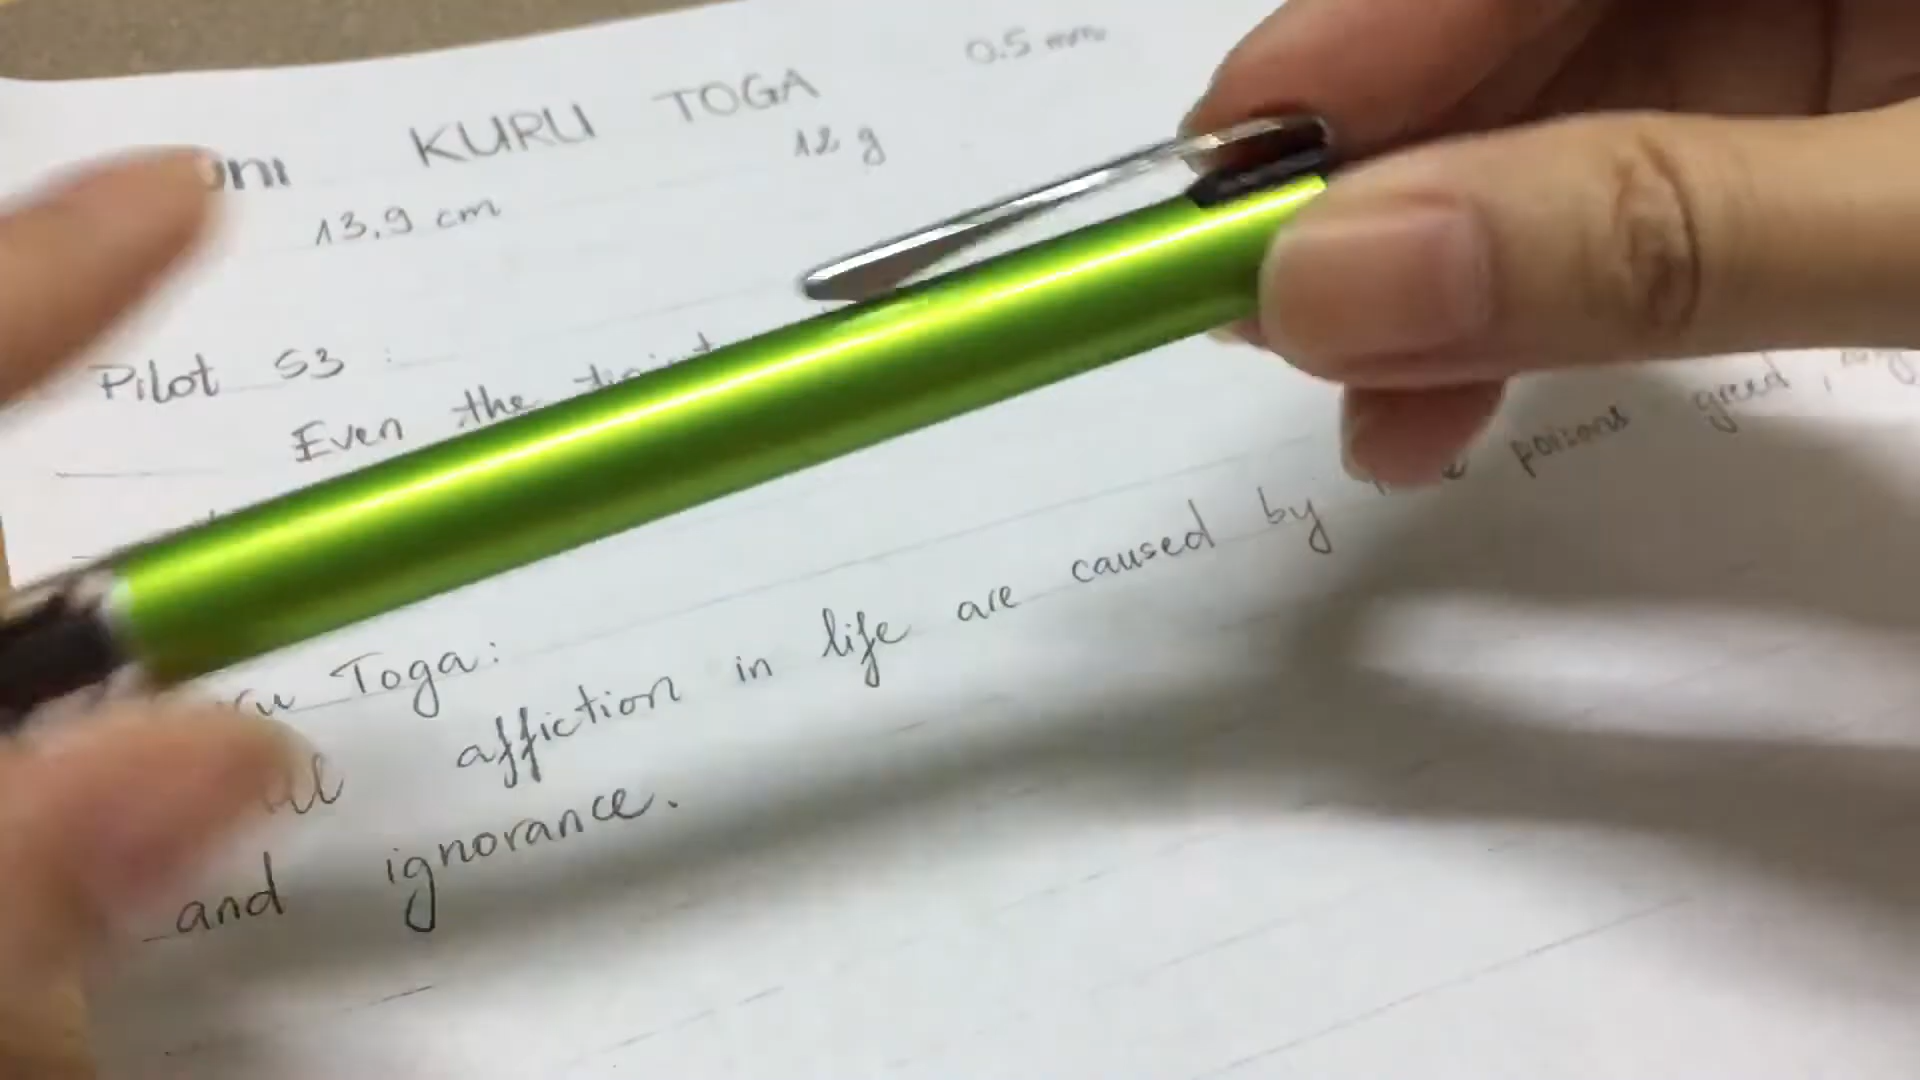 uni KURU TOGA 0.5 mm
13,9 cm 12 g
Pilot S3 :
Even the
Toga:
affiction in life are caused by poisons greed,
and ignorance.